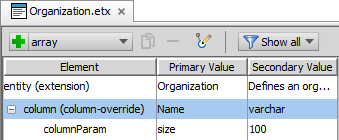 Organization.etx ×
array Show all
Element Primary Value Secondary Value
entity (extension) Organization Defines an org...
column (column-override) Name varchar
columnParam size 100